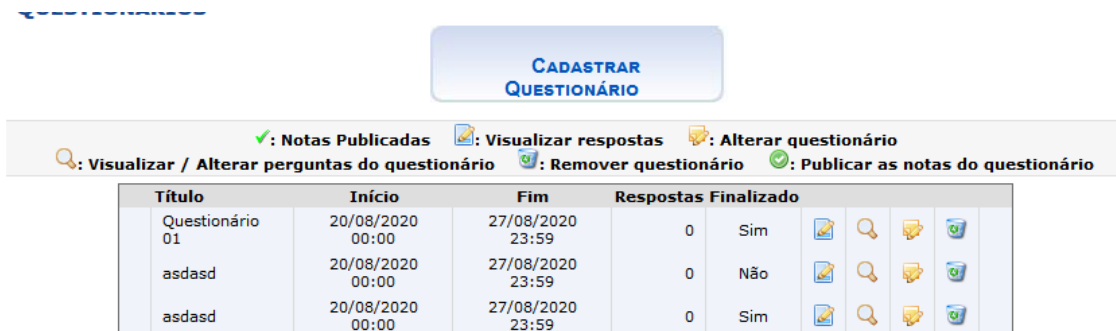 QUESTIONÁRIOS
CADASTRAR
QUESTIONÁRIO
: Notas Publicadas : Visualizar respostas : Alterar questionário
: Visualizar / Alterar perguntas do questionário : Remover questionário : Publicar as notas do questionário
Título Início Fim Respostas Finalizado
Questionário 01 20/08/2020 00:00 27/08/2020 23:59 0 Sim
asdasd 20/08/2020 00:00 27/08/2020 23:59 0 Não
asdasd 20/08/2020 00:00 27/08/2020 23:59 0 Sim